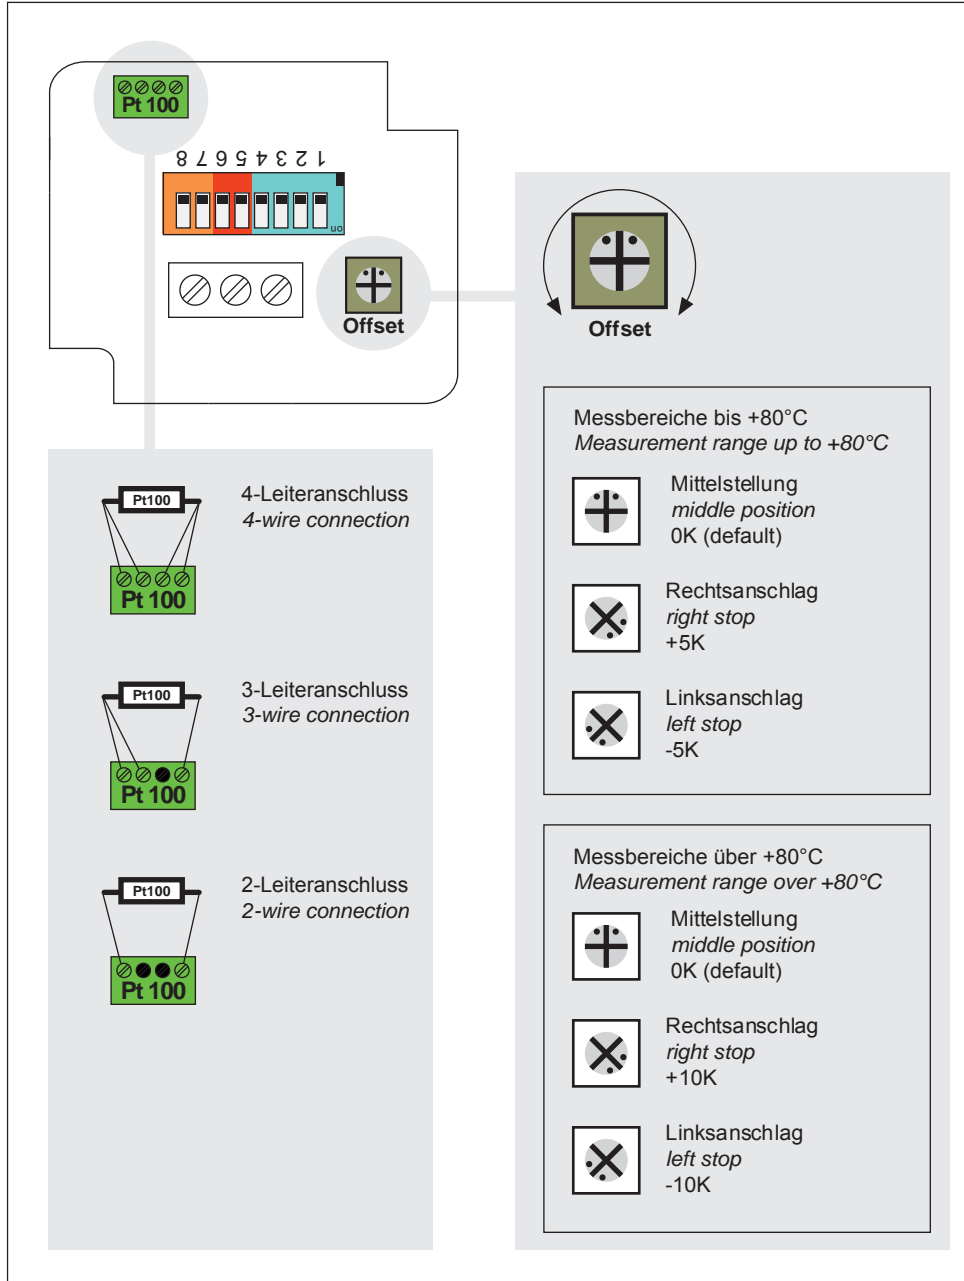 Pt 100
8 7 6 5 4 3 2 1
on
Offset
Offset
Pt100
4-Leiteranschluss
4-wire connection
Pt 100
Pt100
3-Leiteranschluss
3-wire connection
Pt 100
Pt100
2-Leiteranschluss
2-wire connection
Pt 100
Messbereiche bis +80°C
Measurement range up to +80°C
Mittelstellung
middle position
0K (default)
Rechtsanschlag
right stop
+5K
Linksanschlag
left stop
-5K
Messbereiche über +80°C
Measurement range over +80°C
Mittelstellung
middle position
0K (default)
Rechtsanschlag
right stop
+10K
Linksanschlag
left stop
-10K